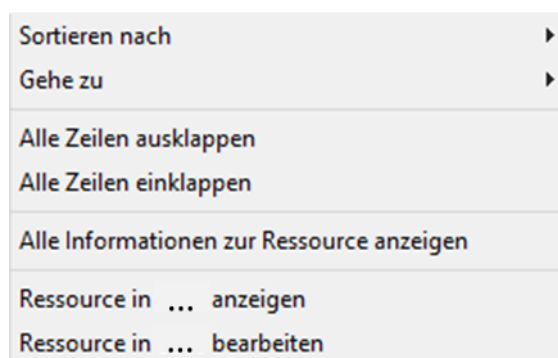 Sortieren nach
Gehe zu
Alle Zeilen ausklappen
Alle Zeilen einklappen
Alle Informationen zur Ressource anzeigen
Ressource in ... anzeigen
Ressource in ... bearbeiten